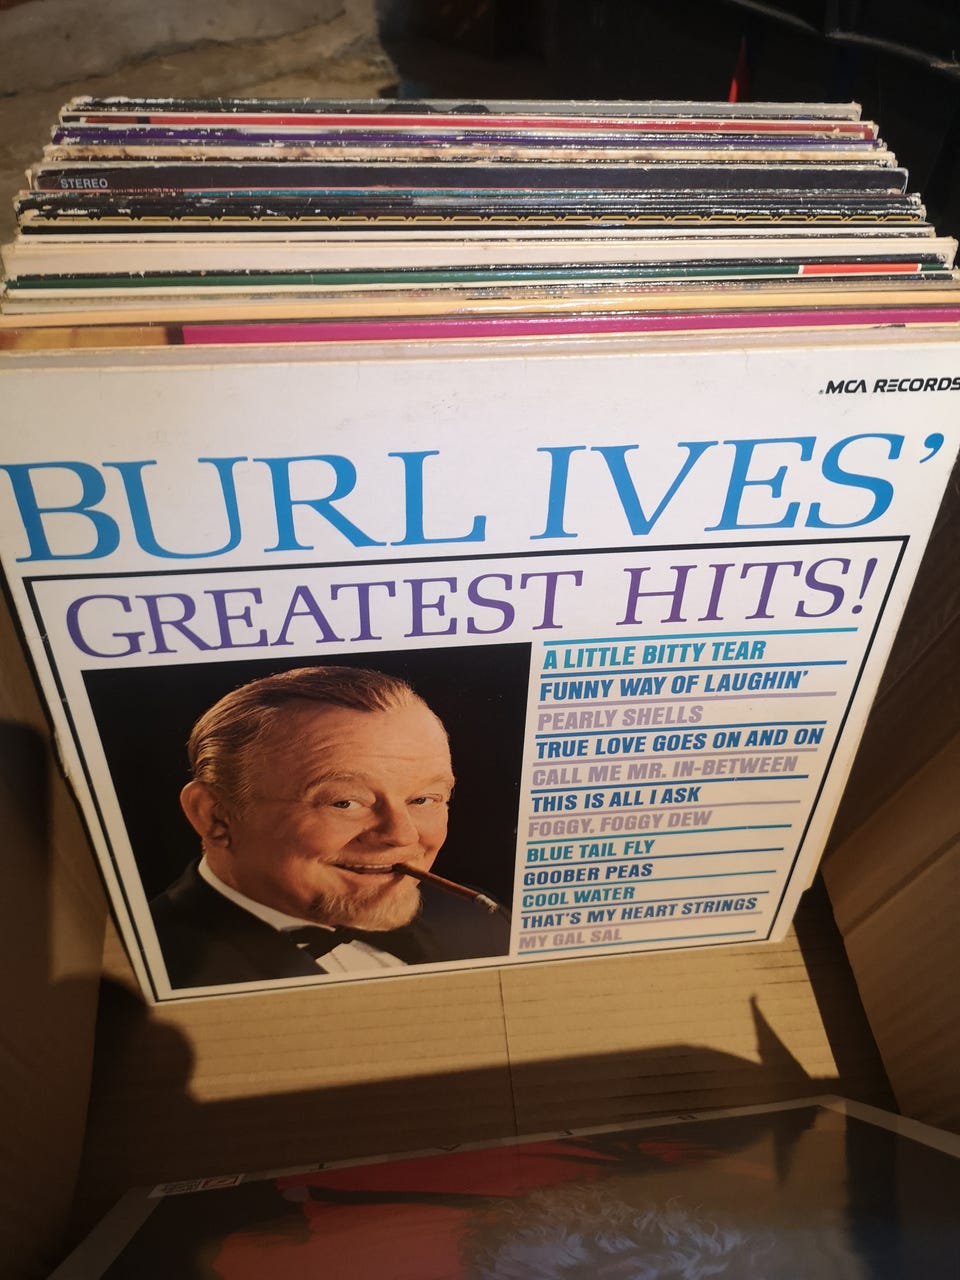 STEREO
MCA RECORDS
BURL IVES'
GREATEST HITS!
A LITTLE BITTY TEAR
FUNNY WAY OF LAUGHIN'
PEARLY SHELLS
TRUE LOVE GOES ON AND ON
CALL ME MR. IN-BETWEEN
THIS IS ALL I ASK
FOGGY, FOGGY DEW
BLUE TAIL FLY
GOOBER PEAS
COOL WATER
THAT'S MY HEART STRINGS
MY GAL SAL